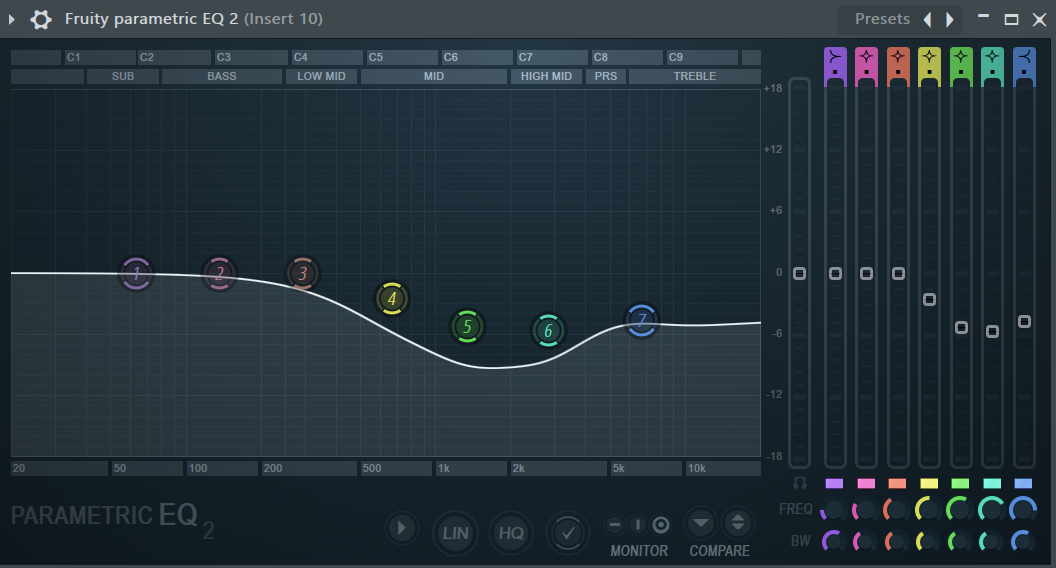 Fruity parametric EQ 2 (Insert 10)
Presets
C1 C2 C3 C4 C5 C6 C7 C8 C9
SUB BASS LOW MID MID HIGH MID PRS TREBLE
+18
+12
+6
0
-6
-12
-18
1 2 3 4 5 6 7
20 50 100 200 500 1k 2k 5k 10k
FREQ
BW
PARAMETRIC EQ 2
LIN HQ
MONITOR COMPARE